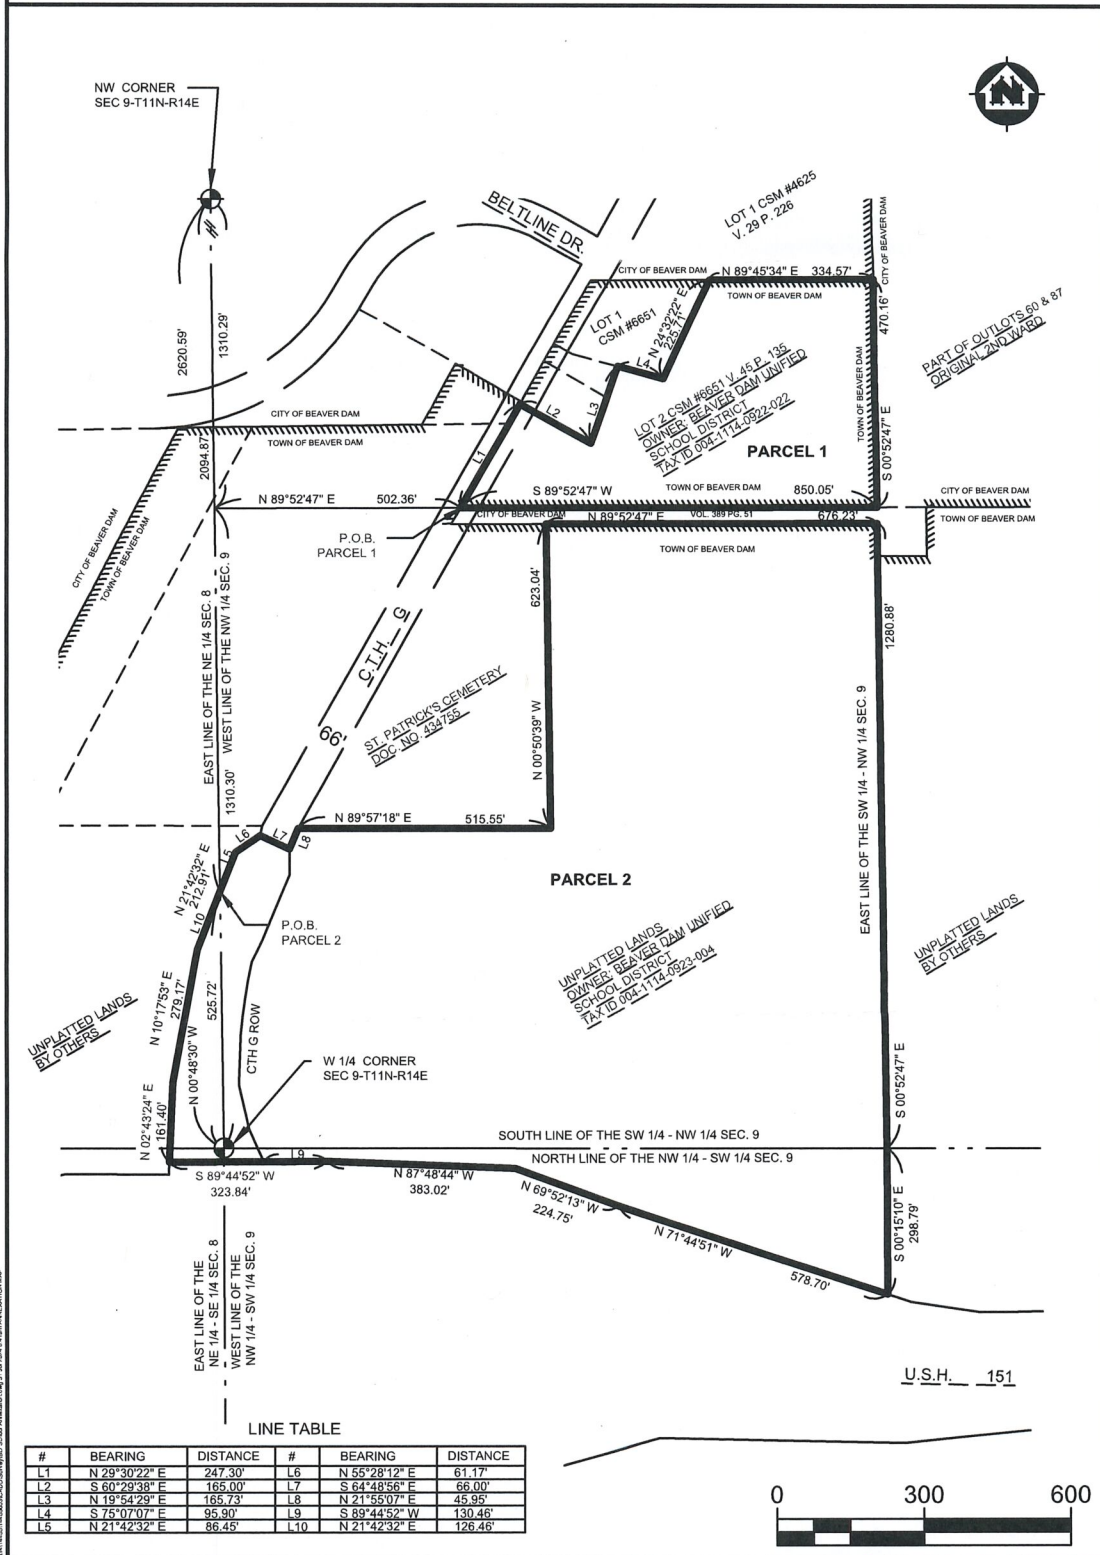 NW CORNER
SEC 9-T11N-R14E
N
BELTLINE DR.
LOT 1 CSM #4625
V. 29 P. 226
CITY OF BEAVER DAM
N 89°45'34" E 334.57'
CITY OF BEAVER DAM
TOWN OF BEAVER DAM
LOT 1
CSM #6651
N 24°32'22" E
225.71'
470.16'
PART OF OUTLOTS 60 & 87
ORIGINAL 2ND WARD
2620.59'
1310.29'
L4
L2
L3
LOT 2 CSM #6651 V. 45 P. 135
OWNER: BEAVER DAM UNIFIED
SCHOOL DISTRICT
TAX ID 004-1114-0922-022
PARCEL 1
TOWN OF BEAVER DAM
S 00°52'47" E
CITY OF BEAVER DAM
TOWN OF BEAVER DAM
2094.87'
L1
N 89°52'47" E 502.36'
S 89°52'47" W
TOWN OF BEAVER DAM
850.05'
CITY OF BEAVER DAM
CITY OF BEAVER DAM
N 89°52'47" E
VOL. 389 PG. 51
676.23'
TOWN OF BEAVER DAM
TOWN OF BEAVER DAM
P.O.B.
PARCEL 1
CITY OF BEAVER DAM
TOWN OF BEAVER DAM
623.04'
1280.88'
EAST LINE OF THE NE 1/4 SEC. 8
WEST LINE OF THE NW 1/4 SEC. 9
C.T.H. G
66'
ST. PATRICK'S CEMETERY
DOC. NO. 434755
N 00°50'39" W
EAST LINE OF THE SW 1/4 - NW 1/4 SEC. 9
1310.30'
N 89°57'18" E 515.55'
L6
L7
L8
L5
N 21°42'32" E
212.91'
L10
PARCEL 2
P.O.B.
PARCEL 2
UNPLATTED LANDS
OWNER: BEAVER DAM UNIFIED
SCHOOL DISTRICT
TAX ID 004-1114-0923-004
UNPLATTED LANDS
BY OTHERS
UNPLATTED LANDS
BY OTHERS
N 10°17'53" E
279.17'
525.72'
N 00°48'30" W
CTH G ROW
W 1/4 CORNER
SEC 9-T11N-R14E
S 00°52'47" E
N 02°43'24" E
161.40'
SOUTH LINE OF THE SW 1/4 - NW 1/4 SEC. 9
NORTH LINE OF THE NW 1/4 - SW 1/4 SEC. 9
L9
S 89°44'52" W
323.84'
N 87°48'44" W
383.02'
N 69°52'13" W
224.75'
N 71°44'51" W
578.70'
S 00°15'10" E
298.79'
EAST LINE OF THE
NE 1/4 - SE 1/4 SEC. 8
WEST LINE OF THE
NW 1/4 - SW 1/4 SEC. 9
U.S.H. 151
LINE TABLE
# BEARING DISTANCE # BEARING DISTANCE
L1 N 29°30'22" E 247.30' L6 N 55°28'12" E 61.17'
L2 S 60°29'38" E 165.00' L7 S 64°48'56" E 66.00'
L3 N 19°54'29" E 165.73' L8 N 21°55'07" E 45.95'
L4 S 75°07'07" E 95.90' L9 S 89°44'52" W 130.46'
L5 N 21°42'32" E 86.45' L10 N 21°42'32" E 126.46'
0 300 600